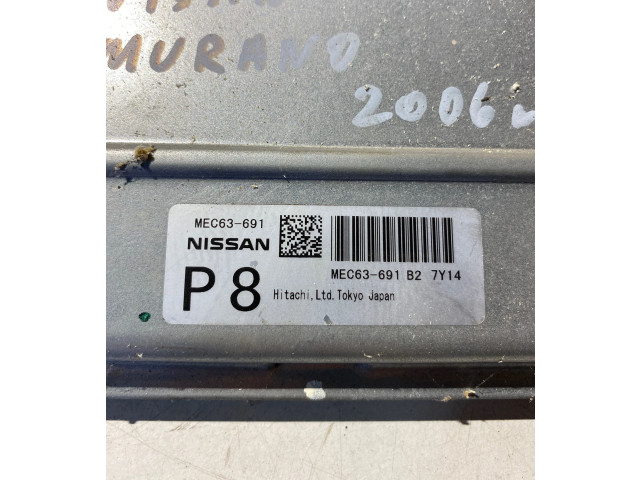 MURANO
2006
MEC63-691
NISSAN
MEC63-691 B2 7Y14
P8
Hitachi,Ltd.Tokyo Japan